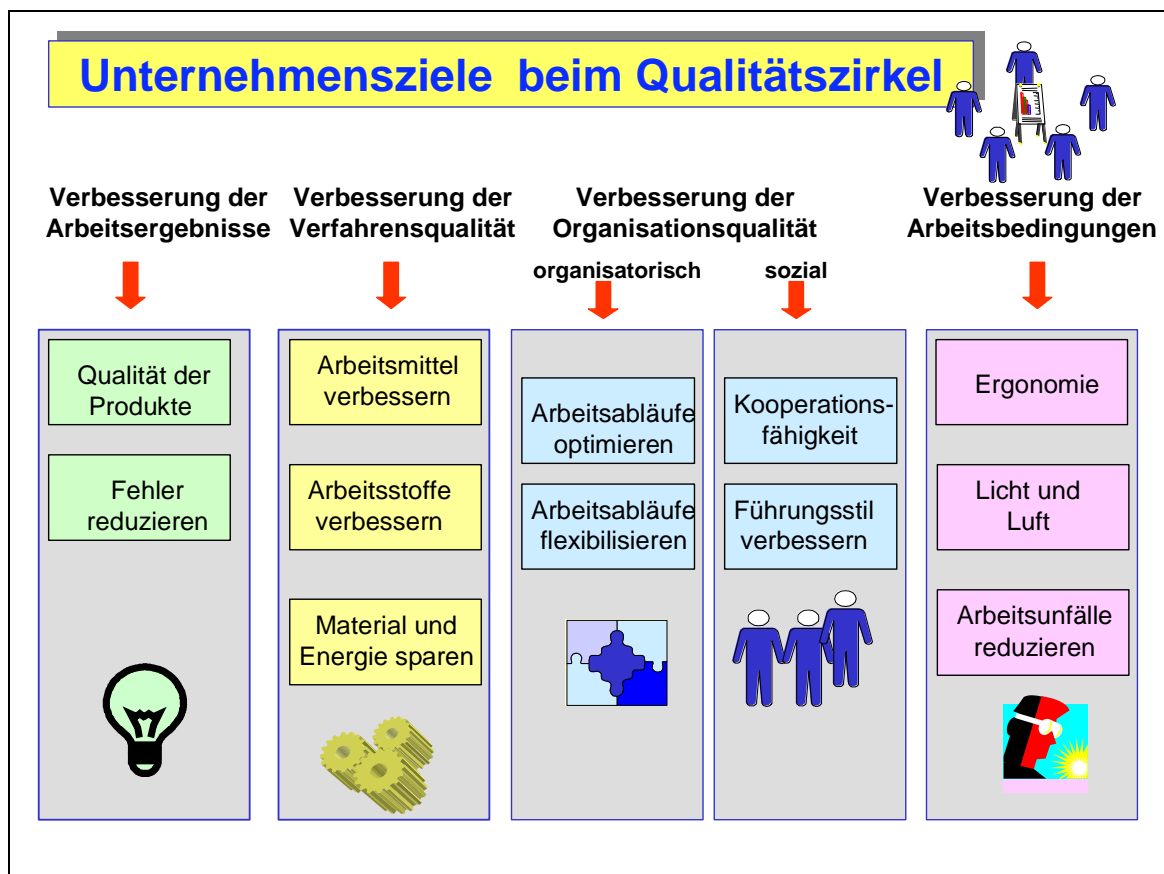 Unternehmensziele beim Qualitätszirkel
Verbesserung der
Arbeitsergebnisse
Verbesserung der
Verfahrensqualität
Verbesserung der
Organisationsqualität
organisatorisch
sozial
Verbesserung der
Arbeitsbedingungen
Qualität der
Produkte
Fehler
reduzieren
Arbeitsmittel
verbessern
Arbeitsstoffe
verbessern
Material und
Energie sparen
Arbeitsabläufe
optimieren
Arbeitsabläufe
flexibilisieren
Kooperations-
fähigkeit
Führungsstil
verbessern
Ergonomie
Licht und
Luft
Arbeitsunfälle
reduzieren